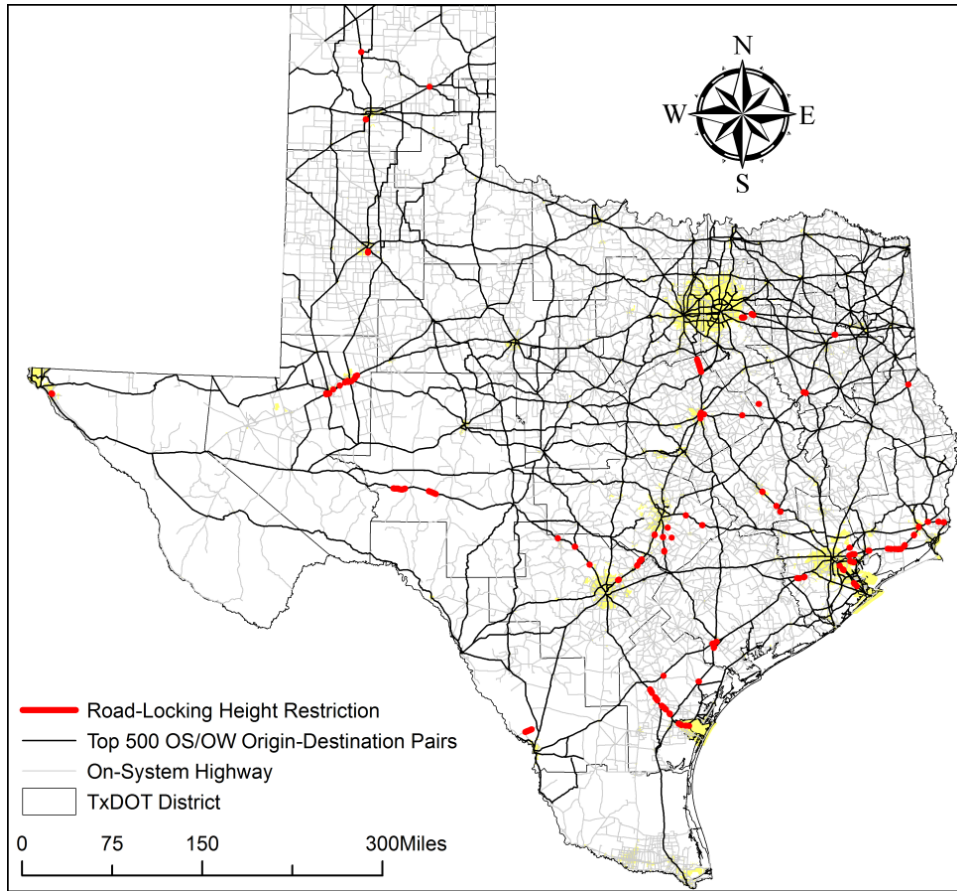 N
W E
S
Road-Locking Height Restriction
Top 500 OS/OW Origin-Destination Pairs
On-System Highway
TxDOT District
0 75 150 300Miles